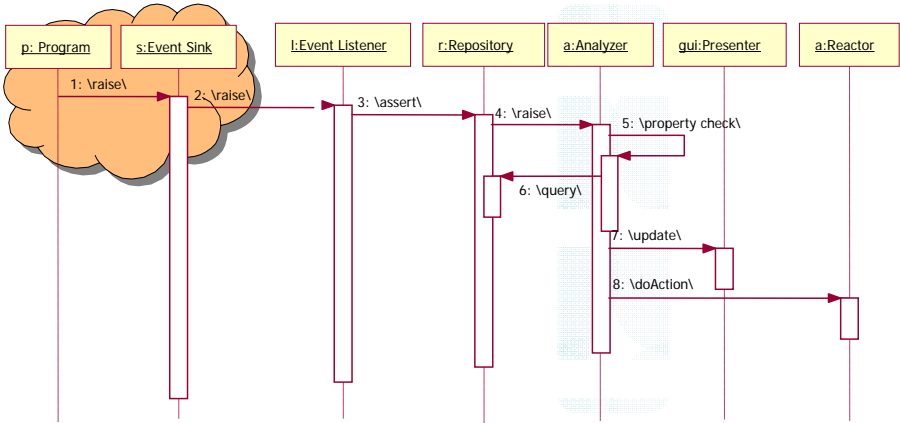 p: Program
s:Event Sink
l:Event Listener
r:Repository
a:Analyzer
gui:Presenter
a:Reactor
1: \raise\
2: \raise\
3: \assert\
4: \raise\
5: \property check\
6: \query\
7: \update\
8: \doAction\